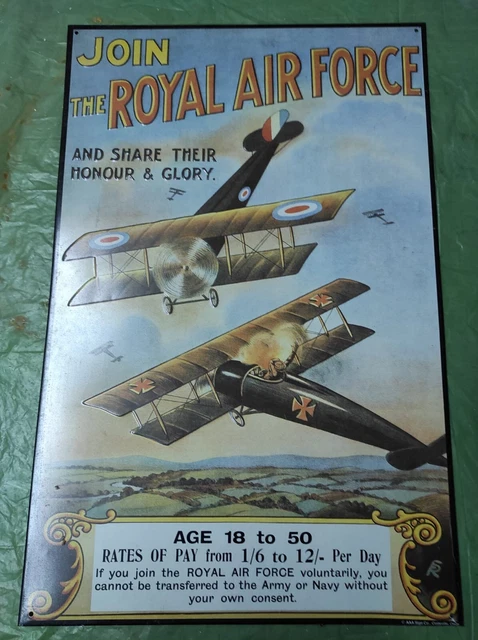 JOIN
THE ROYAL AIR FORCE
AND SHARE THEIR
HONOUR & GLORY.
AGE 18 to 50
RATES OF PAY from 1/6 to 12/- Per Day
If you join the ROYAL AIR FORCE voluntarily, you
cannot be transferred to the Army or Navy without
your own consent.